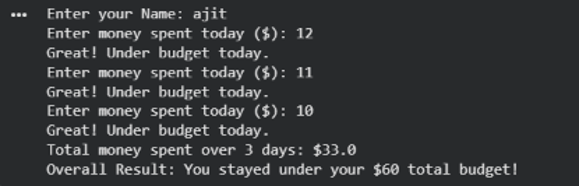 Enter your Name: ajit
Enter money spent today ($): 12
Great! Under budget today.
Enter money spent today ($): 11
Great! Under budget today.
Enter money spent today ($): 10
Great! Under budget today.
Total money spent over 3 days: $33.0
Overall Result: You stayed under your $60 total budget!